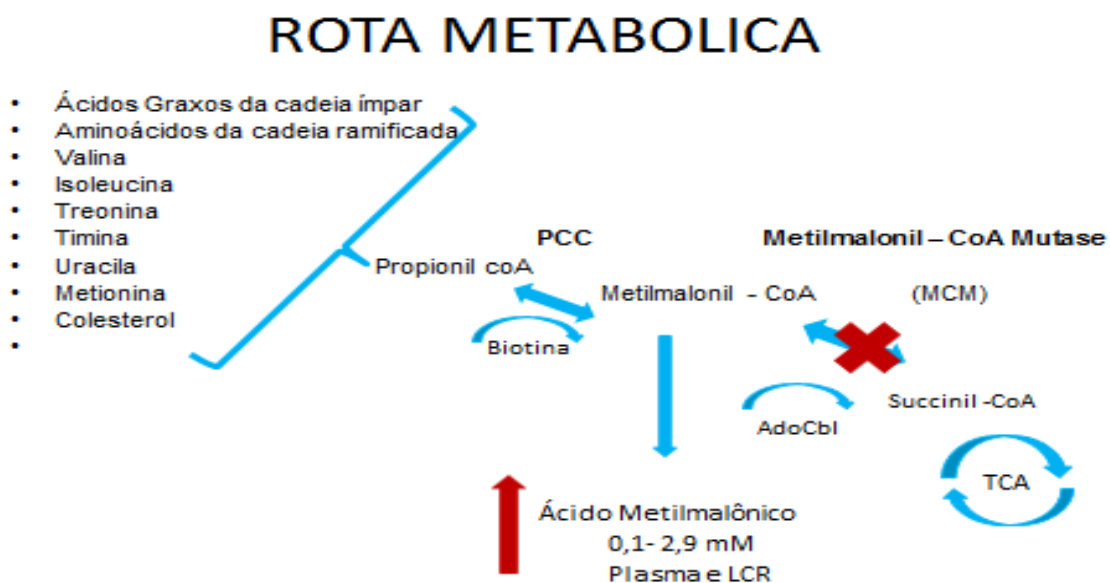 ROTA METABOLICA
• Ácidos Graxos da cadeia ímpar
• Aminoácidos da cadeia ramificada
• Valina
• Isoleucina
• Treonina
• Timina
• Uracila
• Metionina
• Colesterol
•
PCC
Metilmalonil – CoA Mutase
Propionil coA
Metilmalonil - CoA
(MCM)
Biotina
Succinil -CoA
AdoCbl
TCA
Ácido Metilmalônico
0,1- 2,9 mM
Plasma e LCR